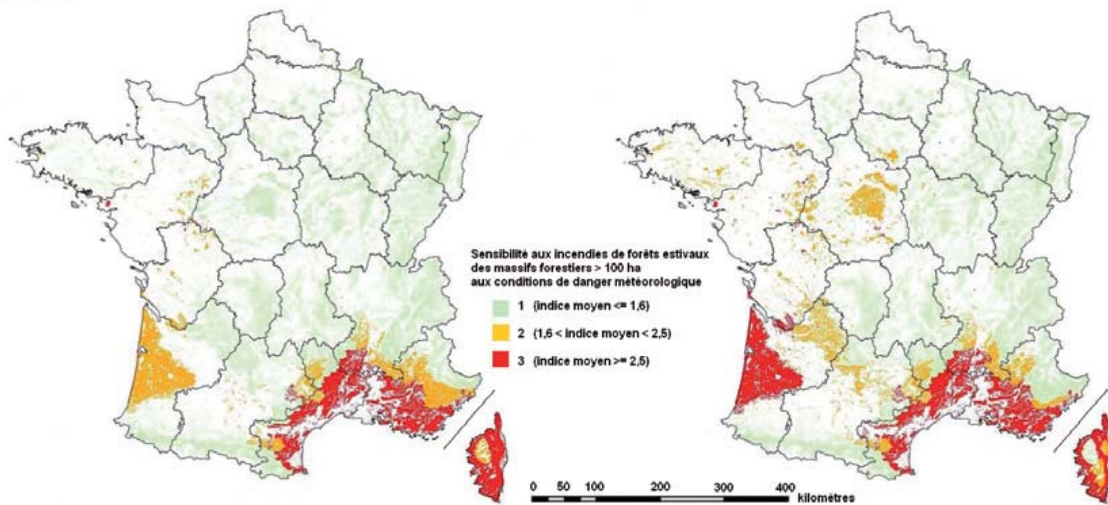 Sensibilité aux incendies de forêts estivaux
des massifs forestiers > 100 ha
aux conditions de danger météorologique
1 (indice moyen <= 1,6)
2 (1,6 < indice moyen < 2,5)
3 (indice moyen >= 2,5)
0 50 100 200 300 400
kilomètres